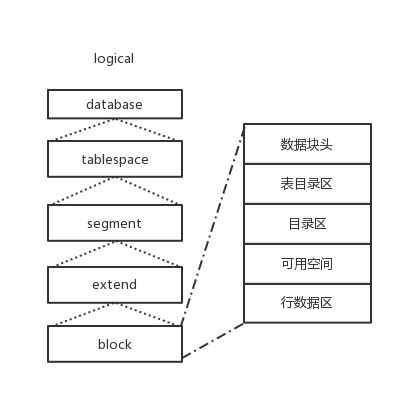 logical
database
tablespace
segment
extend
block
数据块头
表目录区
目录区
可用空间
行数据区